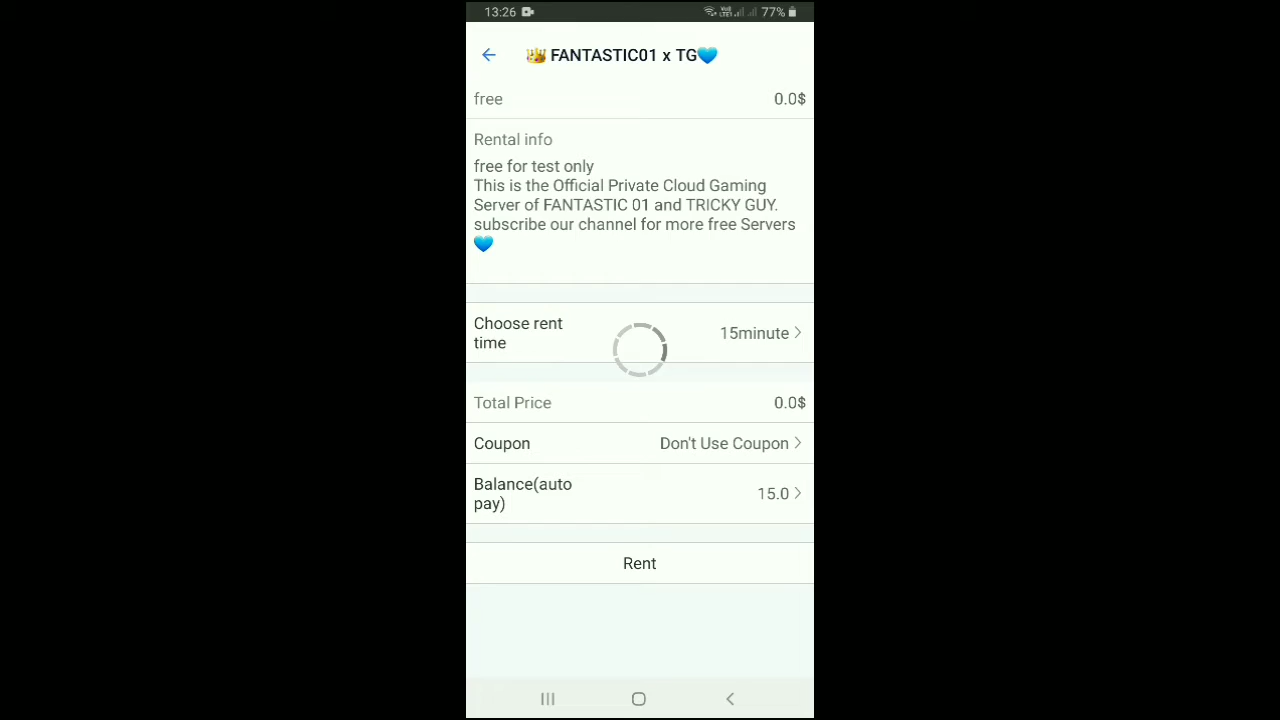 13:26 77%
👑 FANTASTIC01 x TG💙
free 0.0$
Rental info
free for test only
This is the Official Private Cloud Gaming
Server of FANTASTIC 01 and TRICKY GUY.
subscribe our channel for more free Servers
💙
Choose rent
time 15minute
Total Price 0.0$
Coupon Don't Use Coupon
Balance(auto
pay) 15.0
Rent